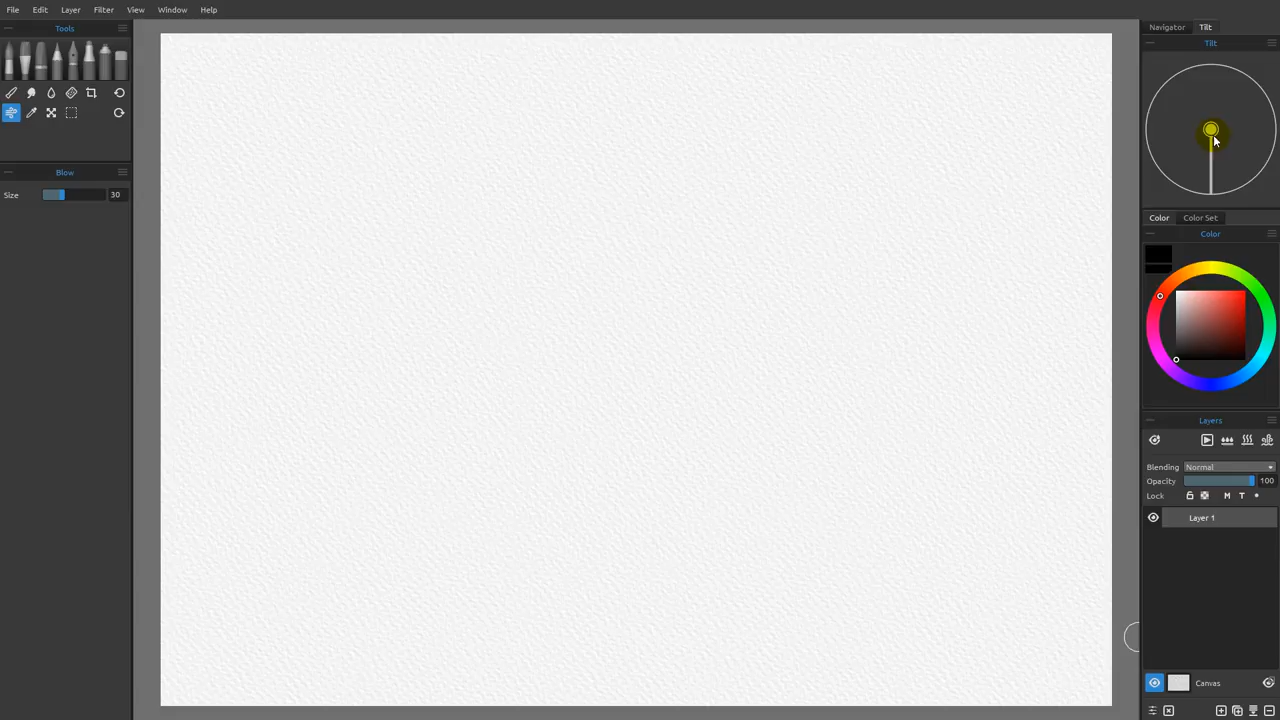 File Edit Layer Filter View Window Help
Tools
Blow
Size 30
Navigator Tilt
Tilt
Color Color Set
Color
Layers
Blending Normal
Opacity 100
Lock M T
Layer 1
Canvas